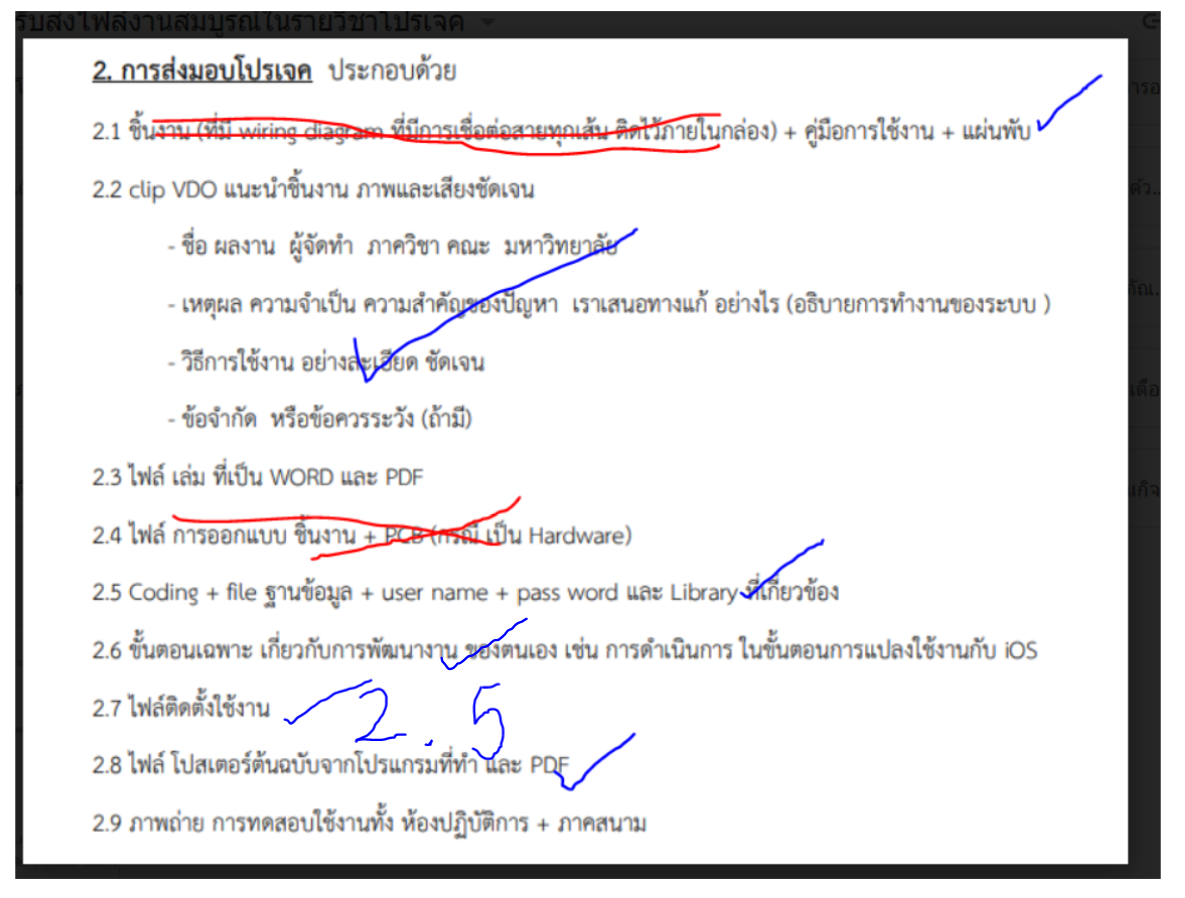 รับส่งไฟล์งานสมบูรณ์ในรายวิชาโปรเจค
2. การส่งมอบโปรเจค ประกอบด้วย
2.1 ชิ้นงาน (ที่มี wiring diagram ที่มีการเชื่อต่อสายทุกเส้น ติดไว้ภายในกล่อง) + คู่มือการใช้งาน + แผ่นพับ
2.2 clip VDO แนะนำชิ้นงาน ภาพและเสียงชัดเจน
- ชื่อ ผลงาน ผู้จัดทำ ภาควิชา คณะ มหาวิทยาลัย
- เหตุผล ความจำเป็น ความสำคัญของปัญหา เราเสนอทางแก้ อย่างไร (อธิบายการทำงานของระบบ )
- วิธีการใช้งาน อย่างละเอียด ชัดเจน
- ข้อจำกัด หรือข้อควรระวัง (ถ้ามี)
2.3 ไฟล์ เล่ม ที่เป็น WORD และ PDF
2.4 ไฟล์ การออกแบบ ชิ้นงาน + PCB (กรณี เป็น Hardware)
2.5 Coding + file ฐานข้อมูล + user name + pass word และ Library ที่เกี่ยวข้อง
2.6 ขั้นตอนเฉพาะ เกี่ยวกับการพัฒนางาน ของตนเอง เช่น การดำเนินการ ในขั้นตอนการแปลงใช้งานกับ iOS
2.7 ไฟล์ติดตั้งใช้งาน 2.5
2.8 ไฟล์ โปสเตอร์ต้นฉบับจากโปรแกรมที่ทำ และ PDF
2.9 ภาพถ่าย การทดสอบใช้งานทั้ง ห้องปฏิบัติการ + ภาคสนาม